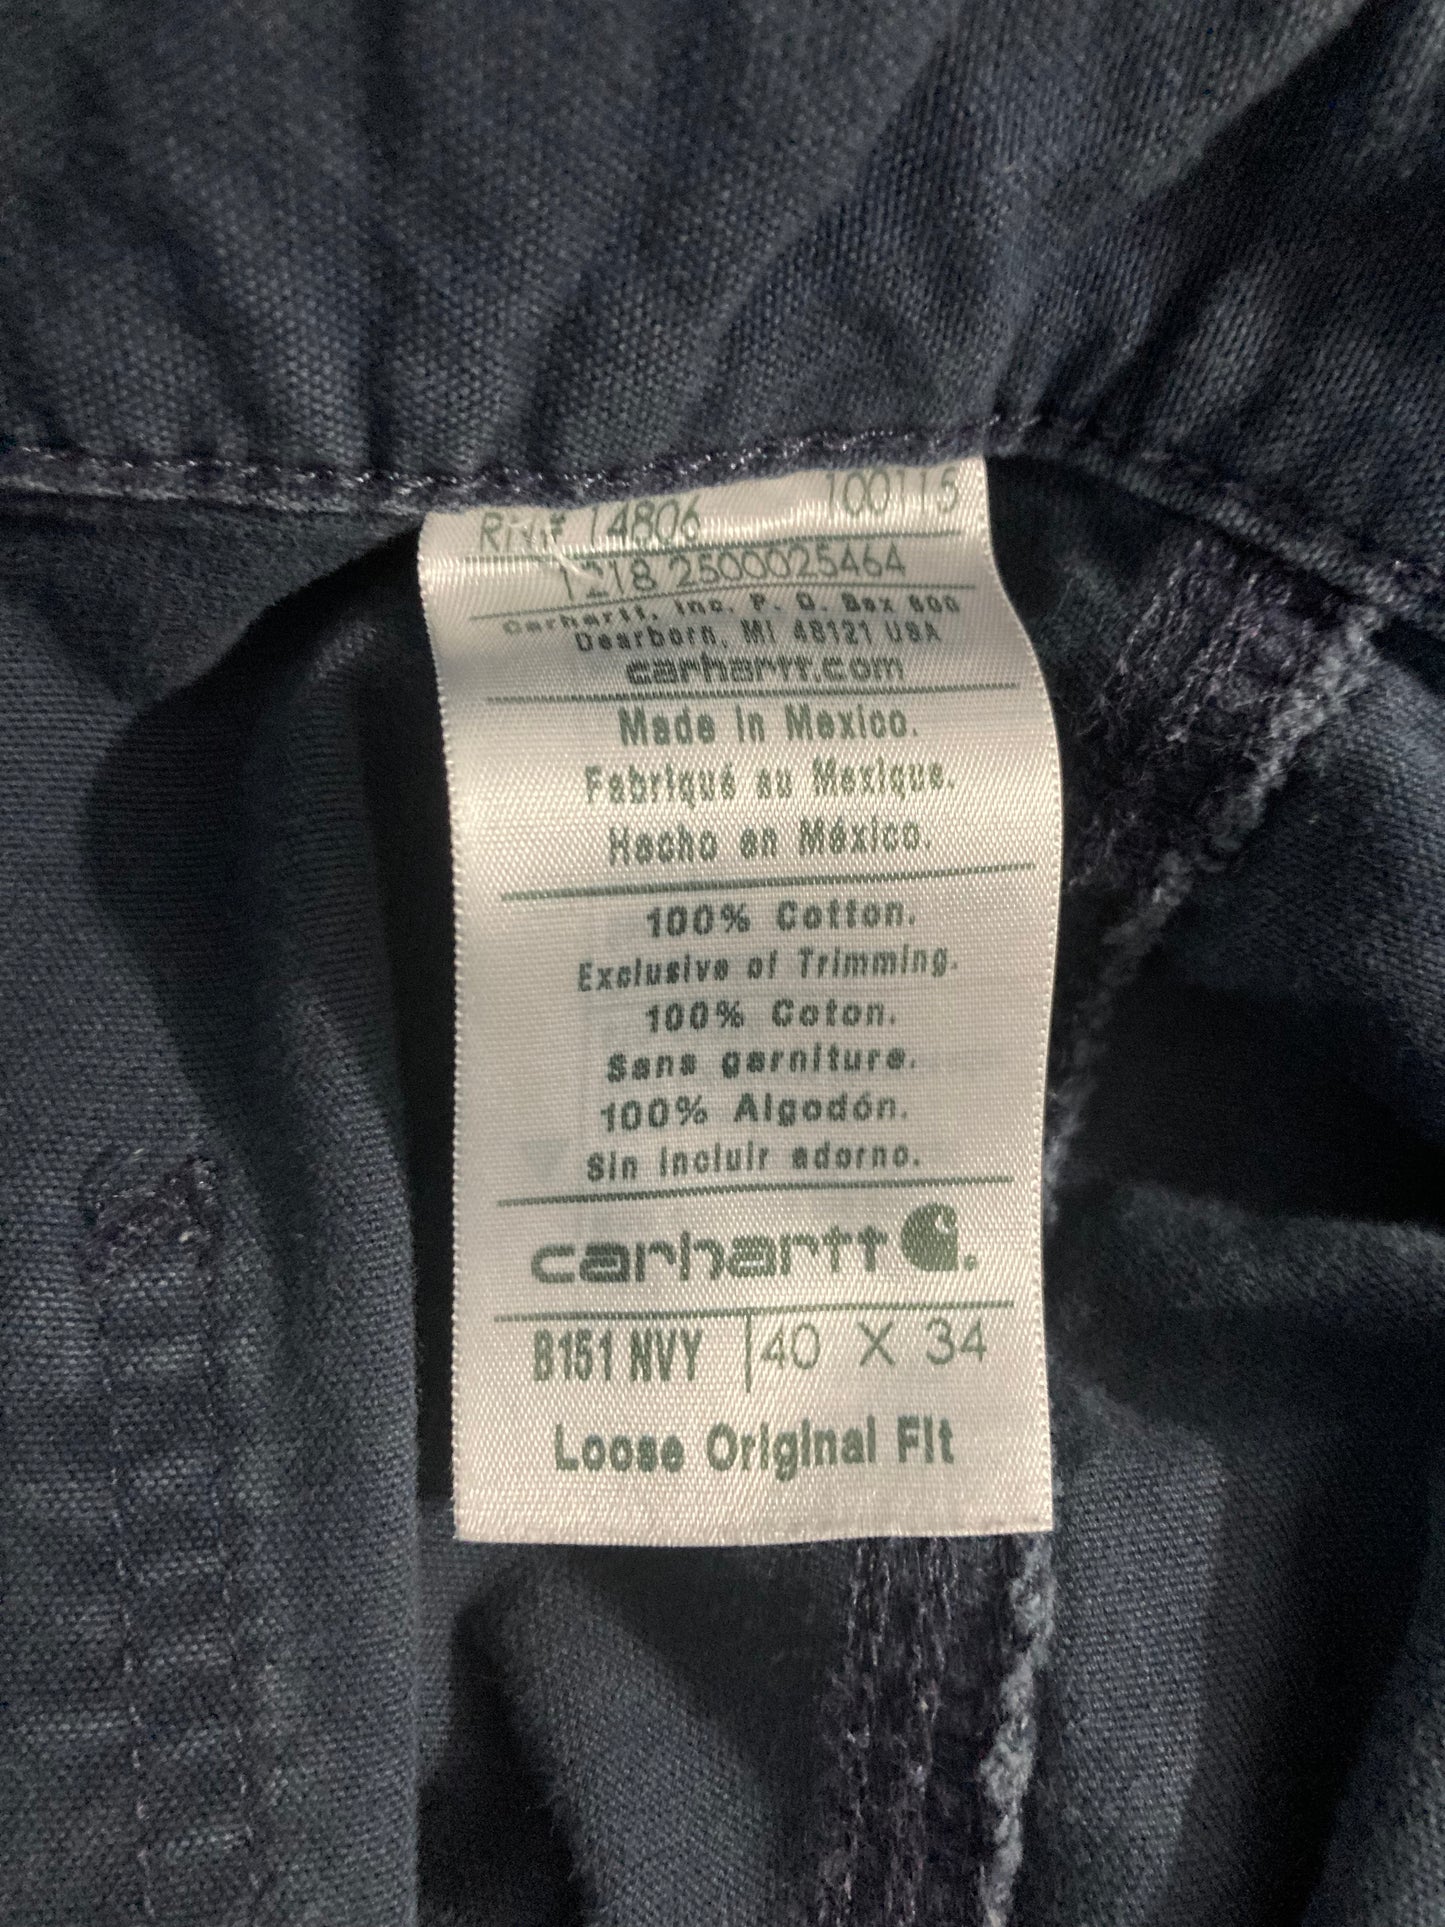 RN# 14806 100115
1218 2500025464
Carhartt, Inc. P. O. Box 600
Dearborn, MI 48121 USA
carhartt.com
Made in Mexico.
Fabriqué au Mexique.
Hecho en México.
100% Cotton.
Exclusive of Trimming.
100% Coton.
Sans garniture.
100% Algodón.
Sin incluir adorno.
carhartt
B151 NVY 40 X 34
Loose Original Fit